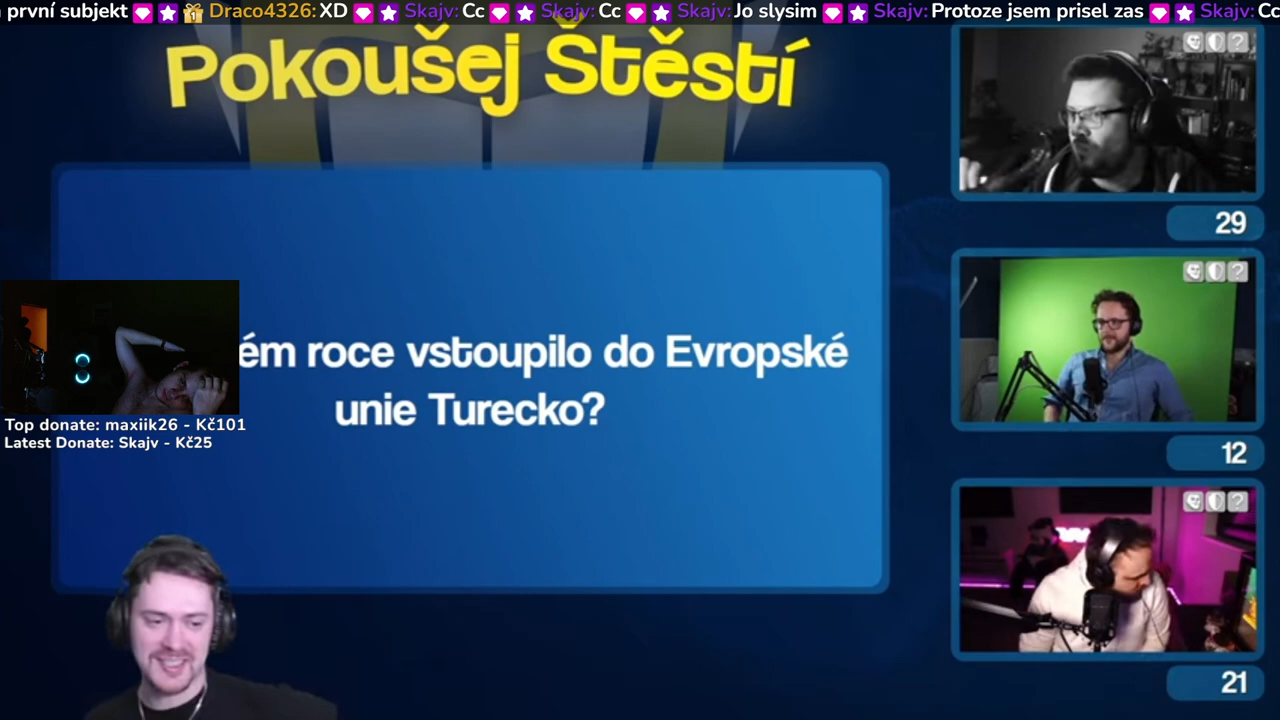 první subjekt Draco4326: XD Skajv: Cc Skajv: Cc Skajv: Jo slysim Skajv: Protoze jsem prisel zas Skajv: Cc
Pokoušej Štěstí
ém roce vstoupilo do Evropské
unie Turecko?
Top donate: maxiik26 - Kč101
Latest Donate: Skajv - Kč25
29
12
21